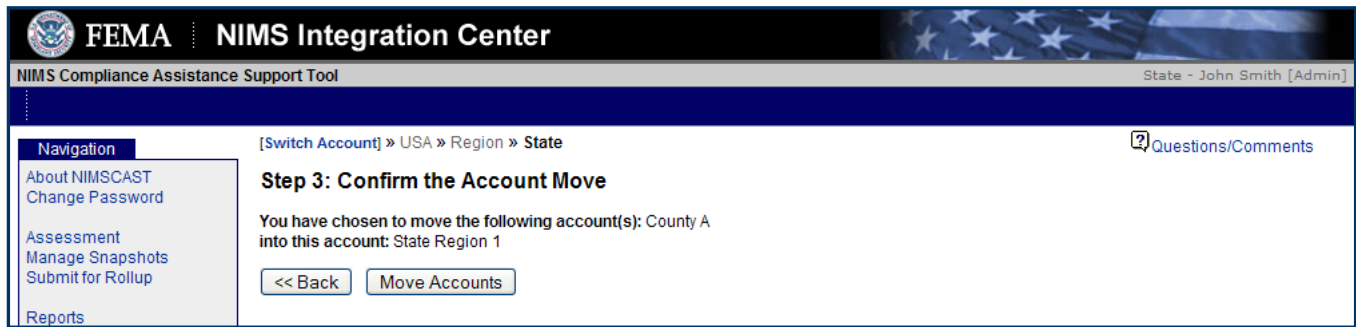 FEMA NIMS Integration Center
NIMS Compliance Assistance Support Tool State - John Smith [Admin]
[Switch Account] » USA » Region » State Questions/Comments
Navigation
About NIMSCAST
Change Password
Assessment
Manage Snapshots
Submit for Rollup
Reports
Step 3: Confirm the Account Move
You have chosen to move the following account(s): County A
into this account: State Region 1
<< Back Move Accounts